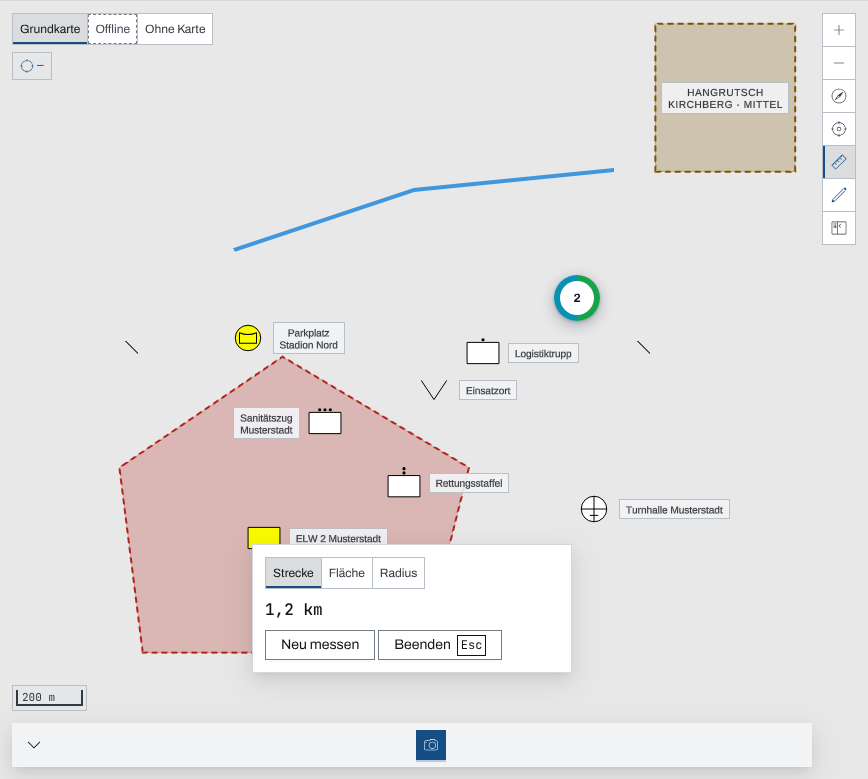 Grundkarte Offline Ohne Karte
HANGRUTSCH
KIRCHBERG · MITTEL
2
Parkplatz
Stadion Nord
Logistiktrupp
Einsatzort
Sanitätszug
Musterstadt
Rettungsstaffel
Turnhalle Musterstadt
ELW 2 Musterstadt
Strecke Fläche Radius
1,2 km
Neu messen Beenden Esc
200 m